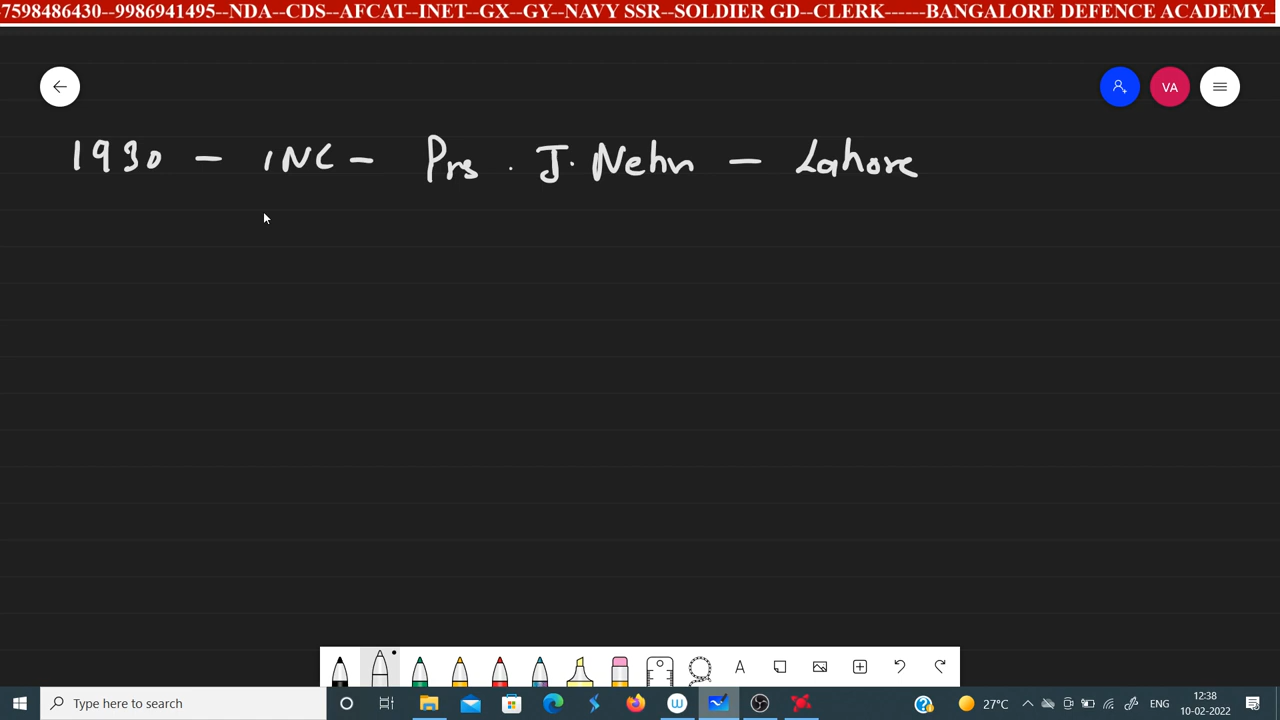 7598486430--9986941495--NDA--CDS--AFCAT--INET--GX--GY--NAVY SSR--SOLDIER GD--CLERK------BANGALORE DEFENCE ACADEMY--
VA
1930 - INC - Prs. J. Nehru - Lahore
A
Type here to search
27°C
ENG
12:38
10-02-2022